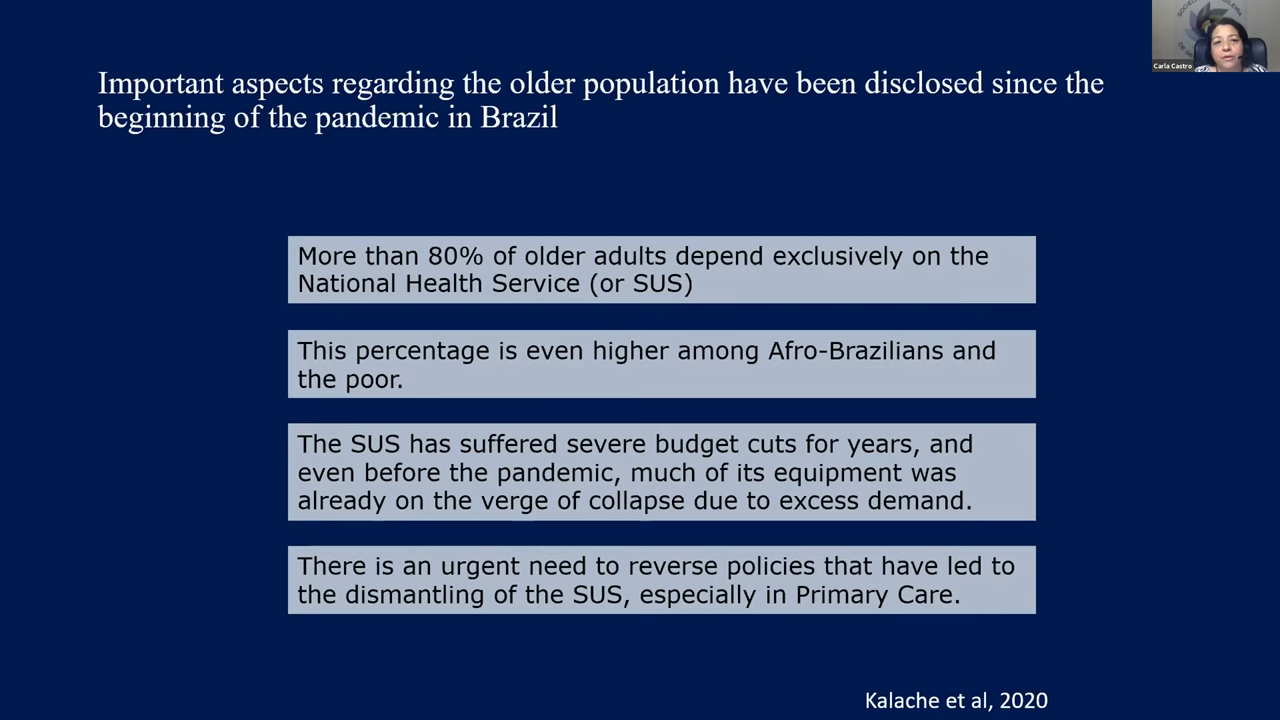 Important aspects regarding the older population have been disclosed since the
beginning of the pandemic in Brazil
More than 80% of older adults depend exclusively on the
National Health Service (or SUS)
This percentage is even higher among Afro-Brazilians and
the poor.
The SUS has suffered severe budget cuts for years, and
even before the pandemic, much of its equipment was
already on the verge of collapse due to excess demand.
There is an urgent need to reverse policies that have led to
the dismantling of the SUS, especially in Primary Care.
Kalache et al, 2020
Carla Castro